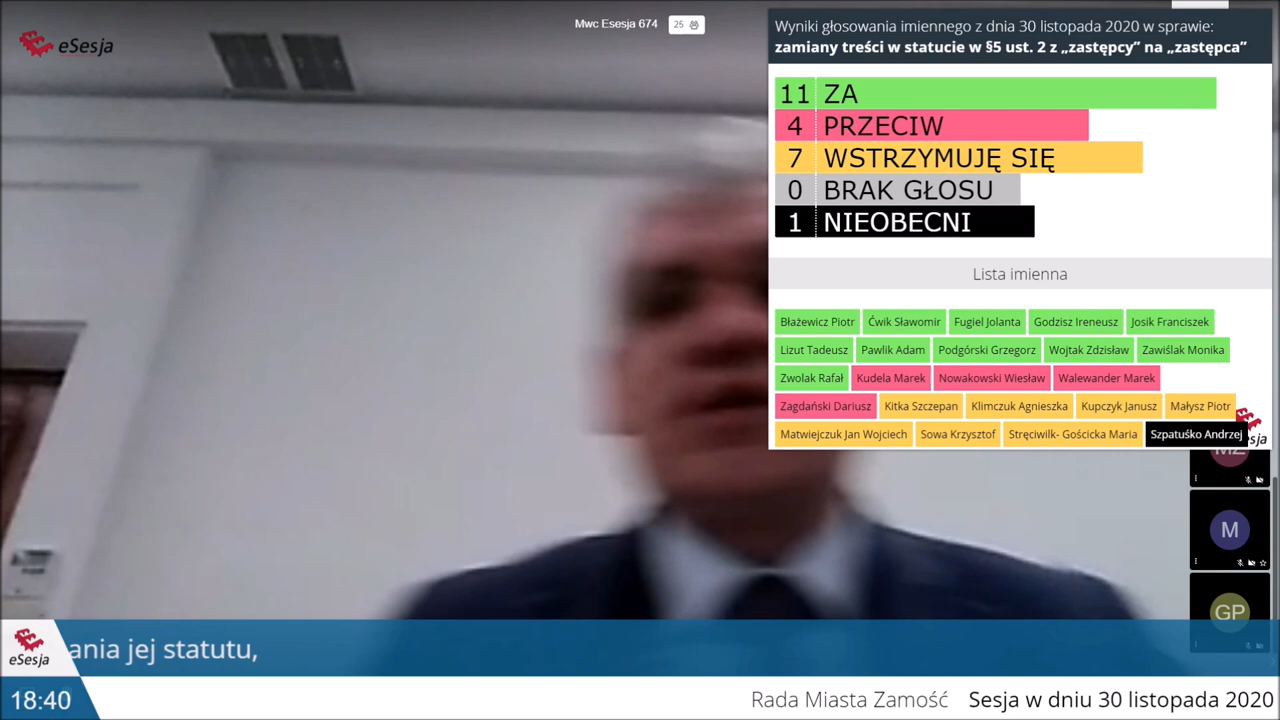 Mwc Esesja 674 25
eSesja
Wyniki głosowania imiennego z dnia 30 listopada 2020 w sprawie:
zamiany treści w statucie w §5 ust. 2 z „zastępcy” na „zastępca”
11 ZA
4 PRZECIW
7 WSTRZYMUJĘ SIĘ
0 BRAK GŁOSU
1 NIEOBECNI
Lista imienna
Błażewicz Piotr Ćwik Sławomir Fugiel Jolanta Godzisz Ireneusz Josik Franciszek
Lizut Tadeusz Pawlik Adam Podgórski Grzegorz Wojtak Zdzisław Zawiślak Monika
Zwolak Rafał Kudela Marek Nowakowski Wiesław Walewander Marek
Zagdański Dariusz Kitka Szczepan Klimczuk Agnieszka Kupczyk Janusz Małysz Piotr
Matwiejczuk Jan Wojciech Sowa Krzysztof Stręciwilk- Gościcka Maria Szpatuśko Andrzej
sja
MZ
M
GP
eSesja
ania jej statutu,
18:40
Rada Miasta Zamość Sesja w dniu 30 listopada 2020